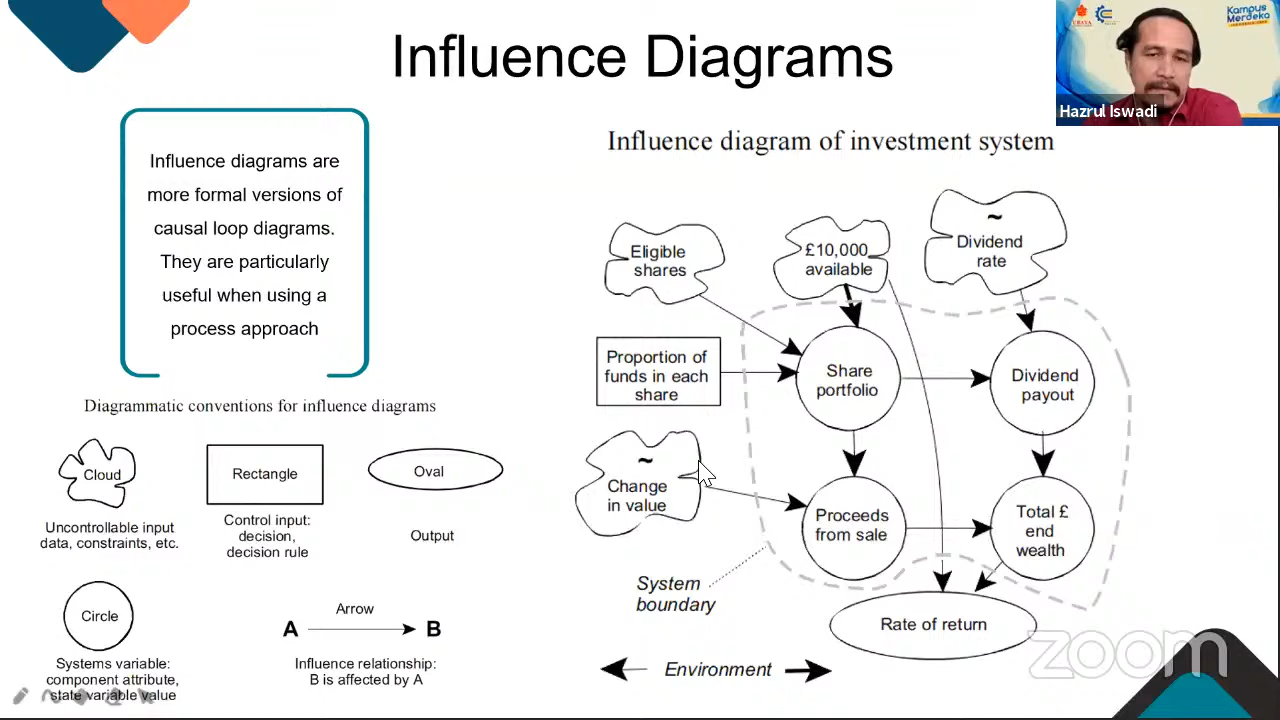 Influence Diagrams
UBAYA
Kampus
Merdeka
INDONESIA JAYA
Hazrul Iswadi
Influence diagrams are
more formal versions of
causal loop diagrams.
They are particularly
useful when using a
process approach
Diagrammatic conventions for influence diagrams
Cloud
Uncontrollable input
data, constraints, etc.
Rectangle
Control input:
decision,
decision rule
Oval
Output
Circle
Systems variable:
component attribute,
state variable value
Arrow
A
B
Influence relationship:
B is affected by A
Influence diagram of investment system
Eligible
shares
£10,000
available
~
Dividend
rate
Proportion of
funds in each
share
Share
portfolio
Dividend
payout
~
Change
in value
Proceeds
from sale
Total £
end
wealth
System
boundary
Rate of return
Environment
zoom